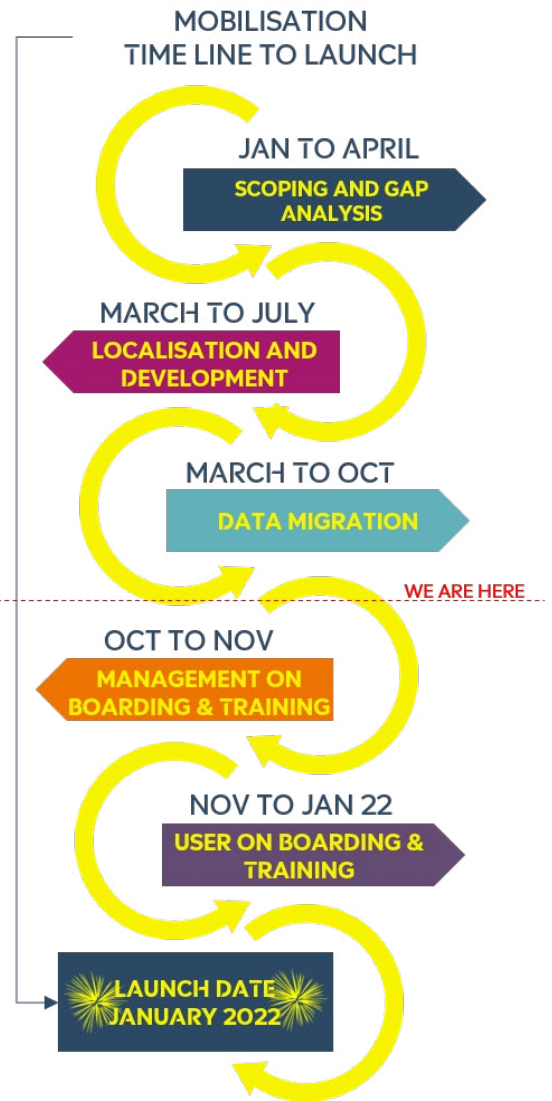 MOBILISATION
TIME LINE TO LAUNCH
JAN TO APRIL
SCOPING AND GAP
ANALYSIS
MARCH TO JULY
LOCALISATION AND
DEVELOPMENT
MARCH TO OCT
DATA MIGRATION
WE ARE HERE
OCT TO NOV
MANAGEMENT ON
BOARDING & TRAINING
NOV TO JAN 22
USER ON BOARDING &
TRAINING
LAUNCH DATE
JANUARY 2022